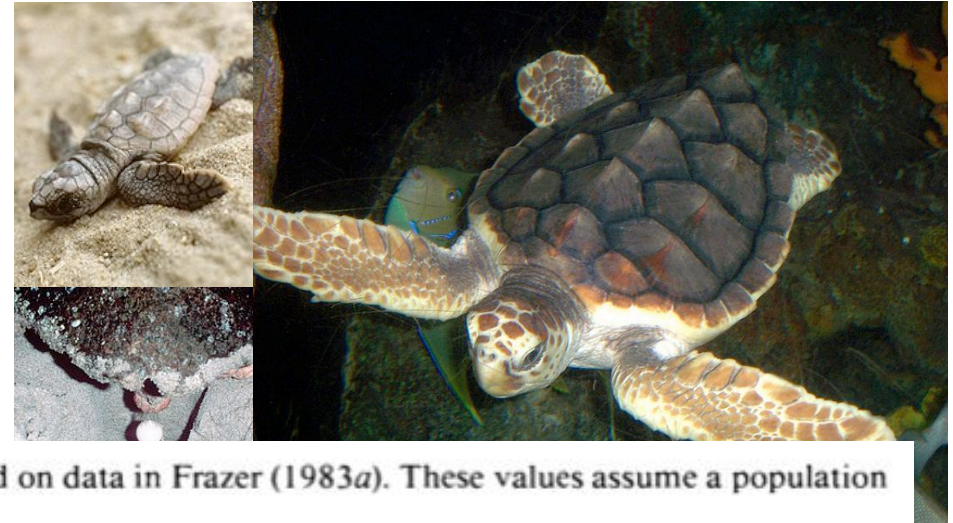 d on data in Frazer (1983a). These values assume a population